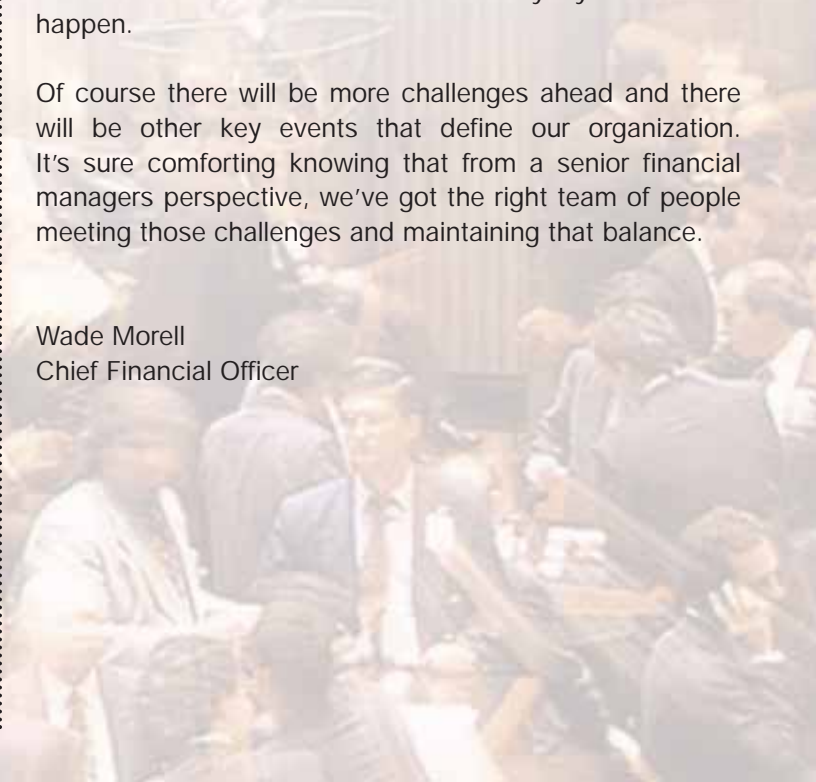 happen.
Of course there will be more challenges ahead and there
will be other key events that define our organization.
It's sure comforting knowing that from a senior financial
managers perspective, we've got the right team of people
meeting those challenges and maintaining that balance.
Wade Morell
Chief Financial Officer